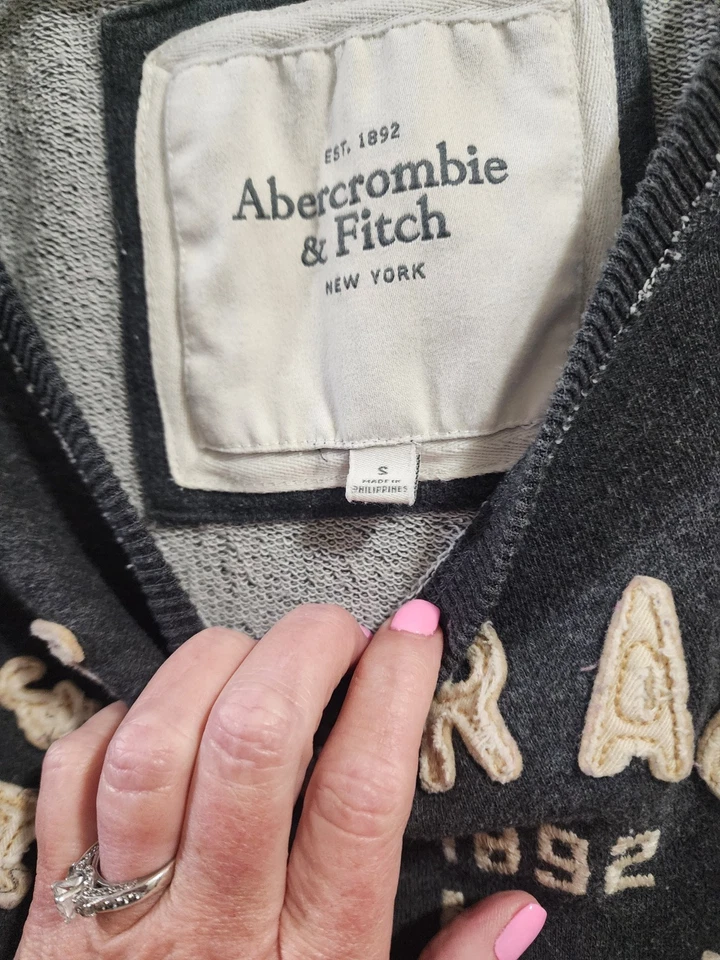 EST. 1892
Abercrombie
& Fitch
NEW YORK
S
MADE IN
PHILIPPINES
A
1892